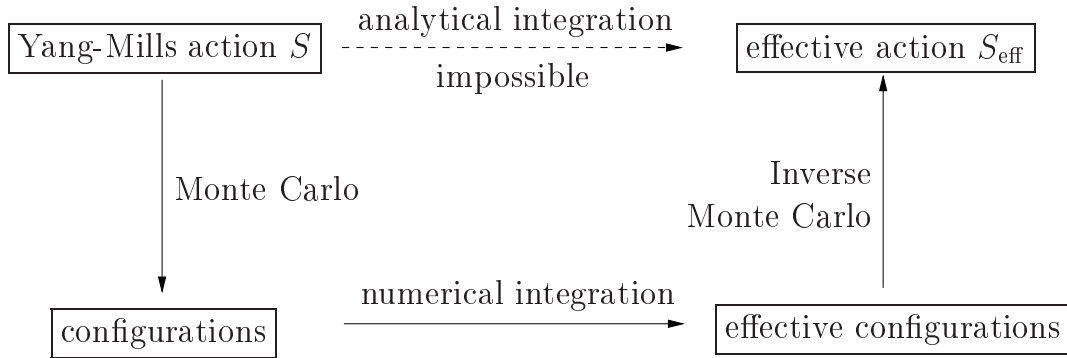 analytical integration
Yang-Mills action S
effective action S_eff
impossible
Monte Carlo
Inverse
Monte Carlo
numerical integration
configurations
effective configurations